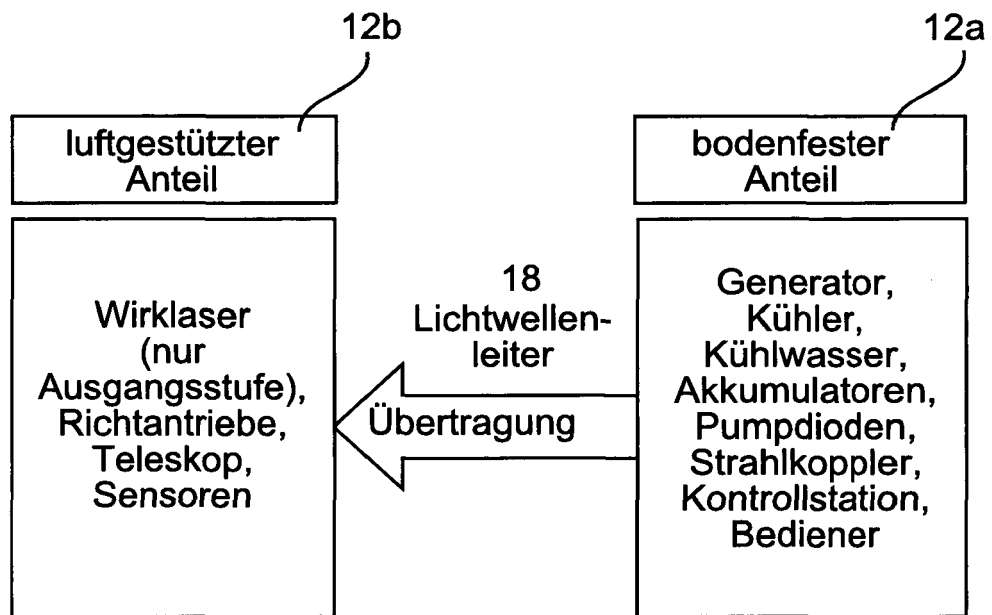 12b
12a
luftgestützter
Anteil
bodenfester
Anteil
Wirklaser
(nur
Ausgangsstufe),
Richtantriebe,
Teleskop,
Sensoren
18
Lichtwellen-
leiter
Übertragung
Generator,
Kühler,
Kühlwasser,
Akkumulatoren,
Pumpdioden,
Strahlkoppler,
Kontrollstation,
Bediener